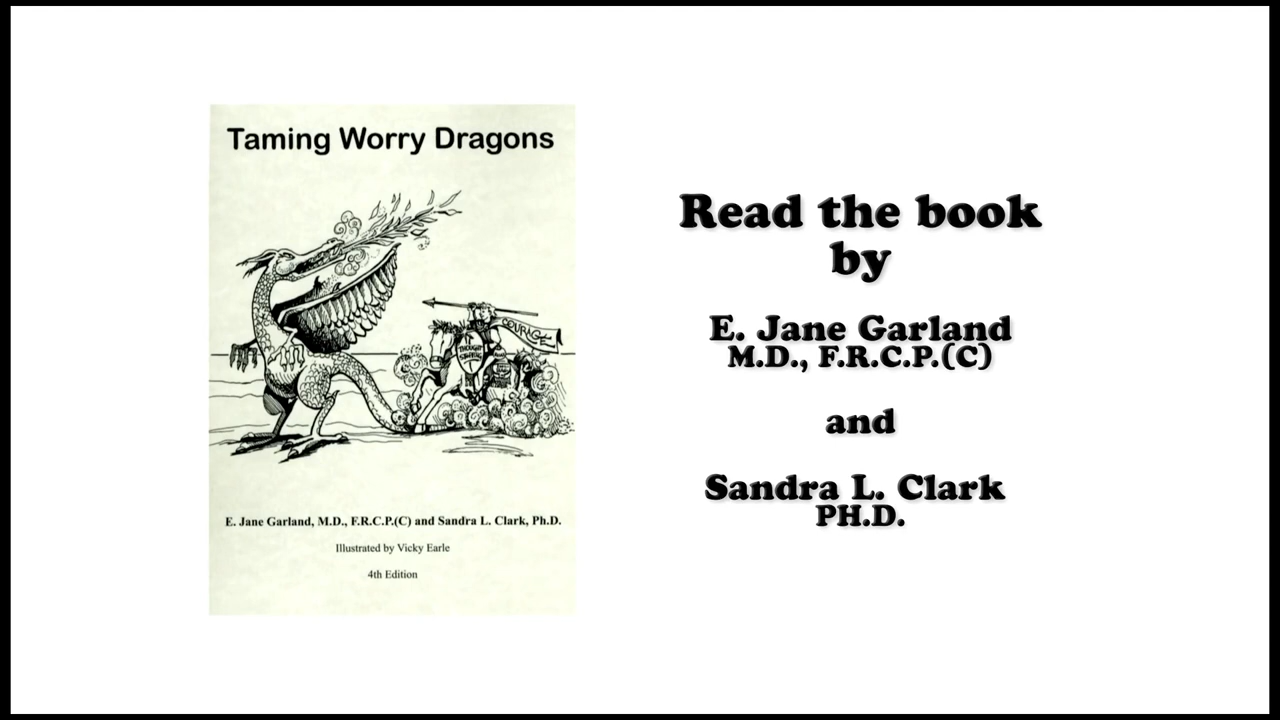 Taming Worry Dragons
COURAGE
E. Jane Garland, M.D., F.R.C.P.(C) and Sandra L. Clark, Ph.D.
Illustrated by Vicky Earle
4th Edition
Read the book
by
E. Jane Garland
M.D., F.R.C.P.(C)
and
Sandra L. Clark
PH.D.